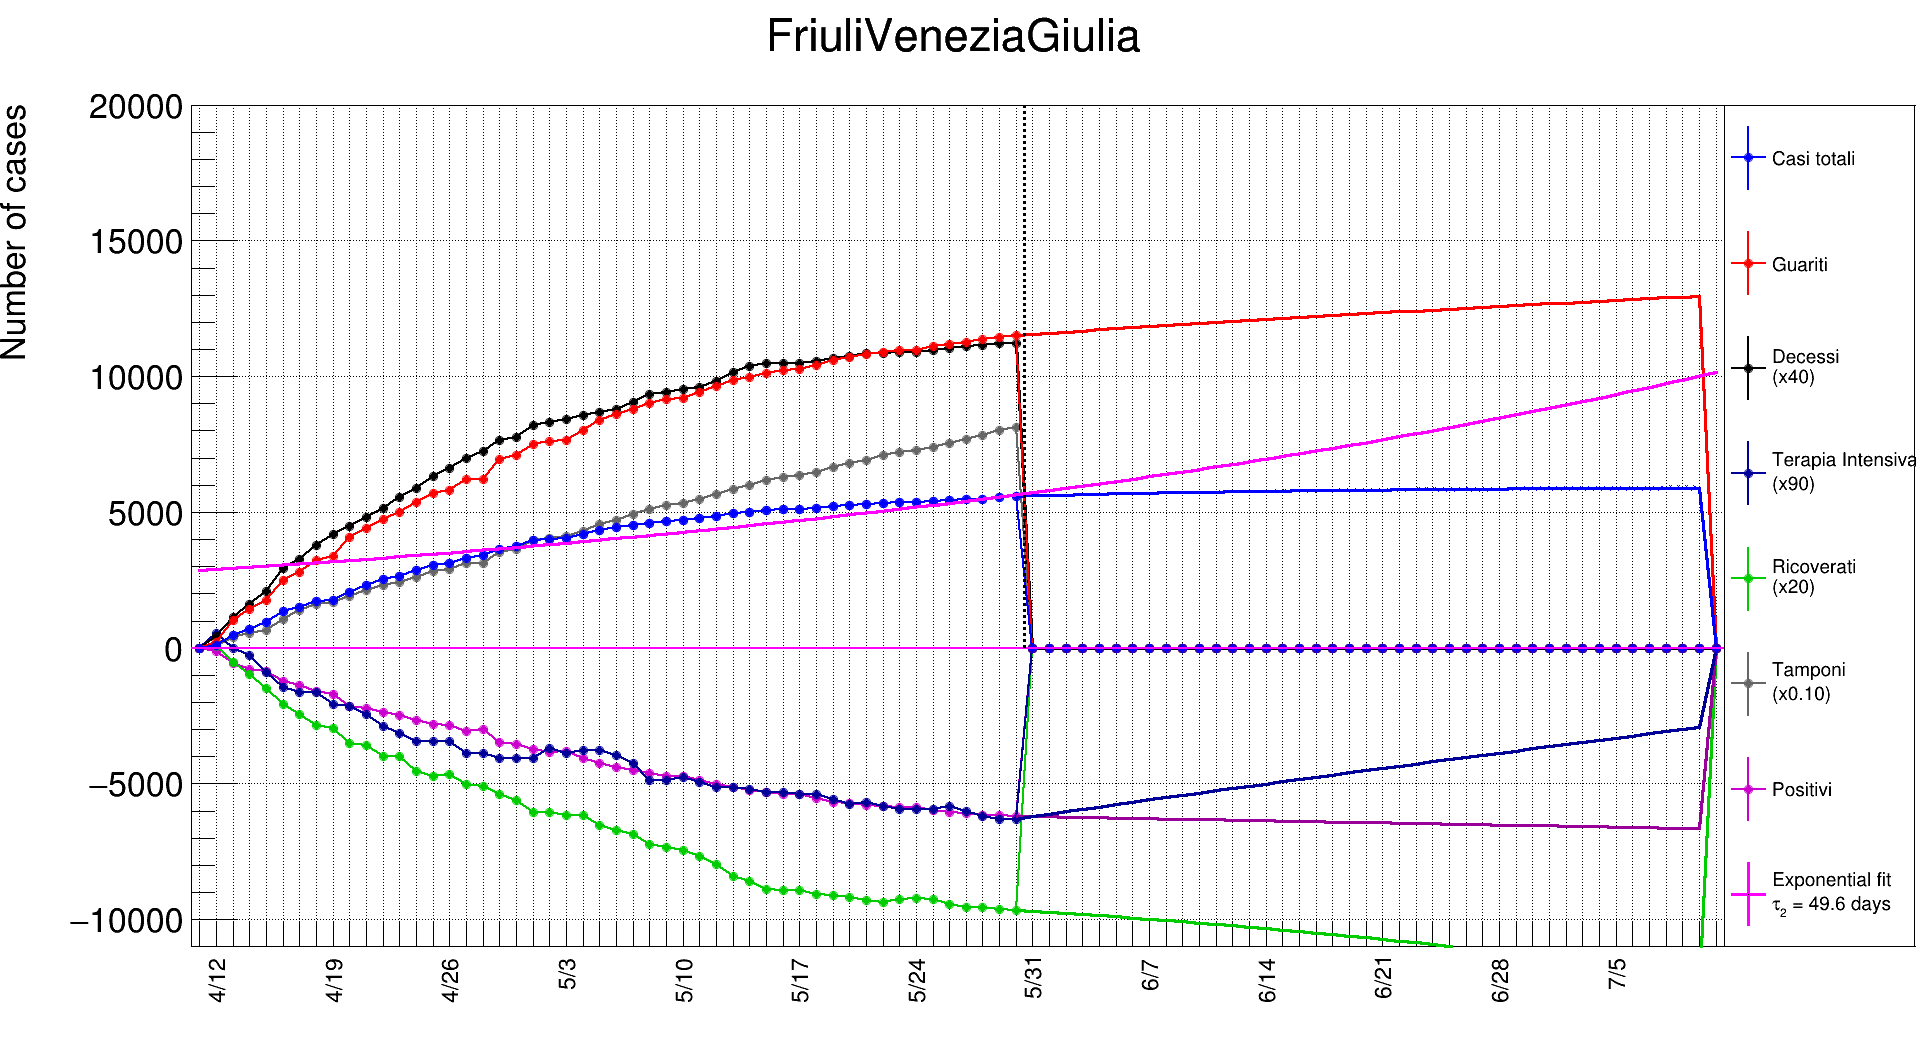 FriuliVeneziaGiulia
Number of cases
20000
15000
10000
5000
0
−5000
−10000
4/12
4/19
4/26
5/3
5/10
5/17
5/24
5/31
6/7
6/14
6/21
6/28
7/5
Casi totali
Guariti
Decessi
(x40)
Terapia Intensiva
(x90)
Ricoverati
(x20)
Tamponi
(x0.10)
Positivi
Exponential fit
τ₂ = 49.6 days